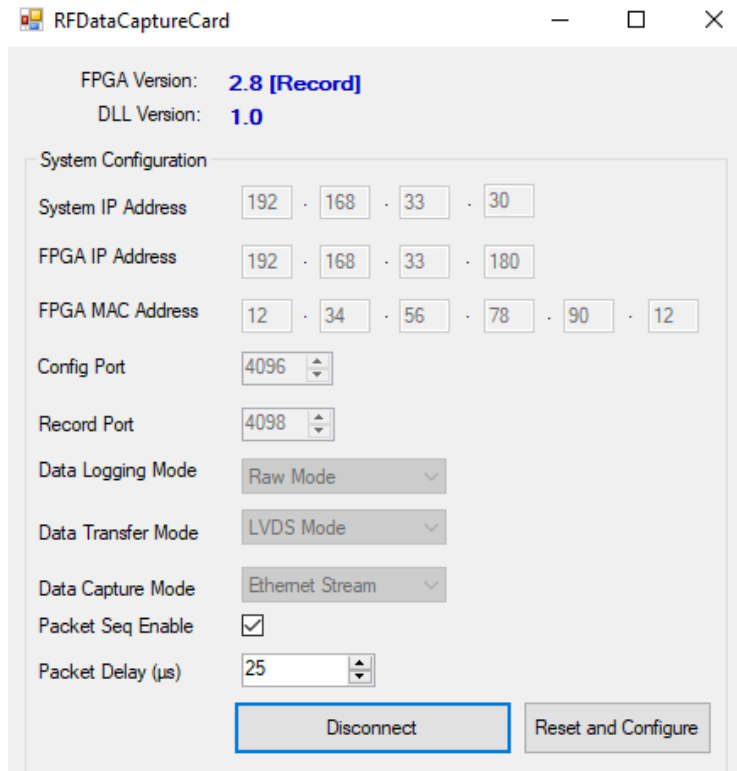 RFDataCaptureCard
FPGA Version: 2.8 [Record]
DLL Version: 1.0
System Configuration
System IP Address 192 . 168 . 33 . 30
FPGA IP Address 192 . 168 . 33 . 180
FPGA MAC Address 12 . 34 . 56 . 78 . 90 . 12
Config Port 4096
Record Port 4098
Data Logging Mode Raw Mode
Data Transfer Mode LVDS Mode
Data Capture Mode Ethernet Stream
Packet Seq Enable
Packet Delay (µs) 25
Disconnect Reset and Configure